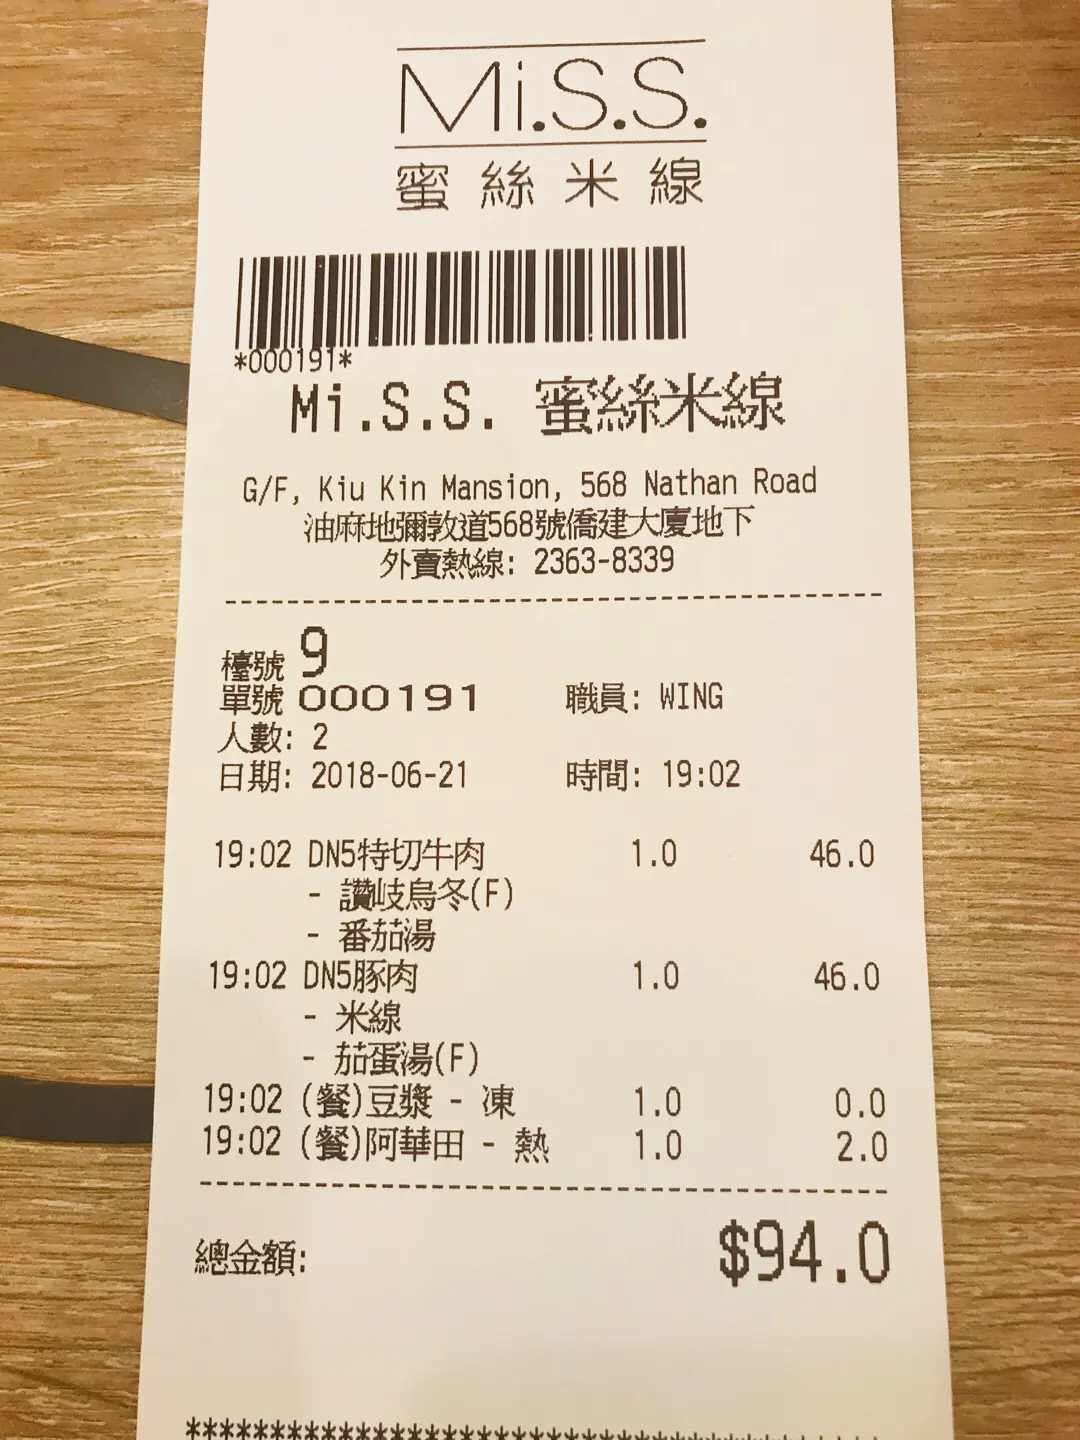 Mi.S.S.
蜜絲米線
*000191*
Mi.S.S. 蜜絲米線
G/F, Kiu Kin Mansion, 568 Nathan Road
油麻地彌敦道568號僑建大廈地下
外賣熱線: 2363-8339
檯號 9
單號 000191 職員: WING
人數: 2
日期: 2018-06-21 時間: 19:02
19:02 DN5特切牛肉 1.0 46.0
- 讚岐烏冬(F)
- 番茄湯
19:02 DN5豚肉 1.0 46.0
- 米線
- 茄蛋湯(F)
19:02 (餐)豆漿 - 凍 1.0 0.0
19:02 (餐)阿華田 - 熱 1.0 2.0
總金額: $94.0